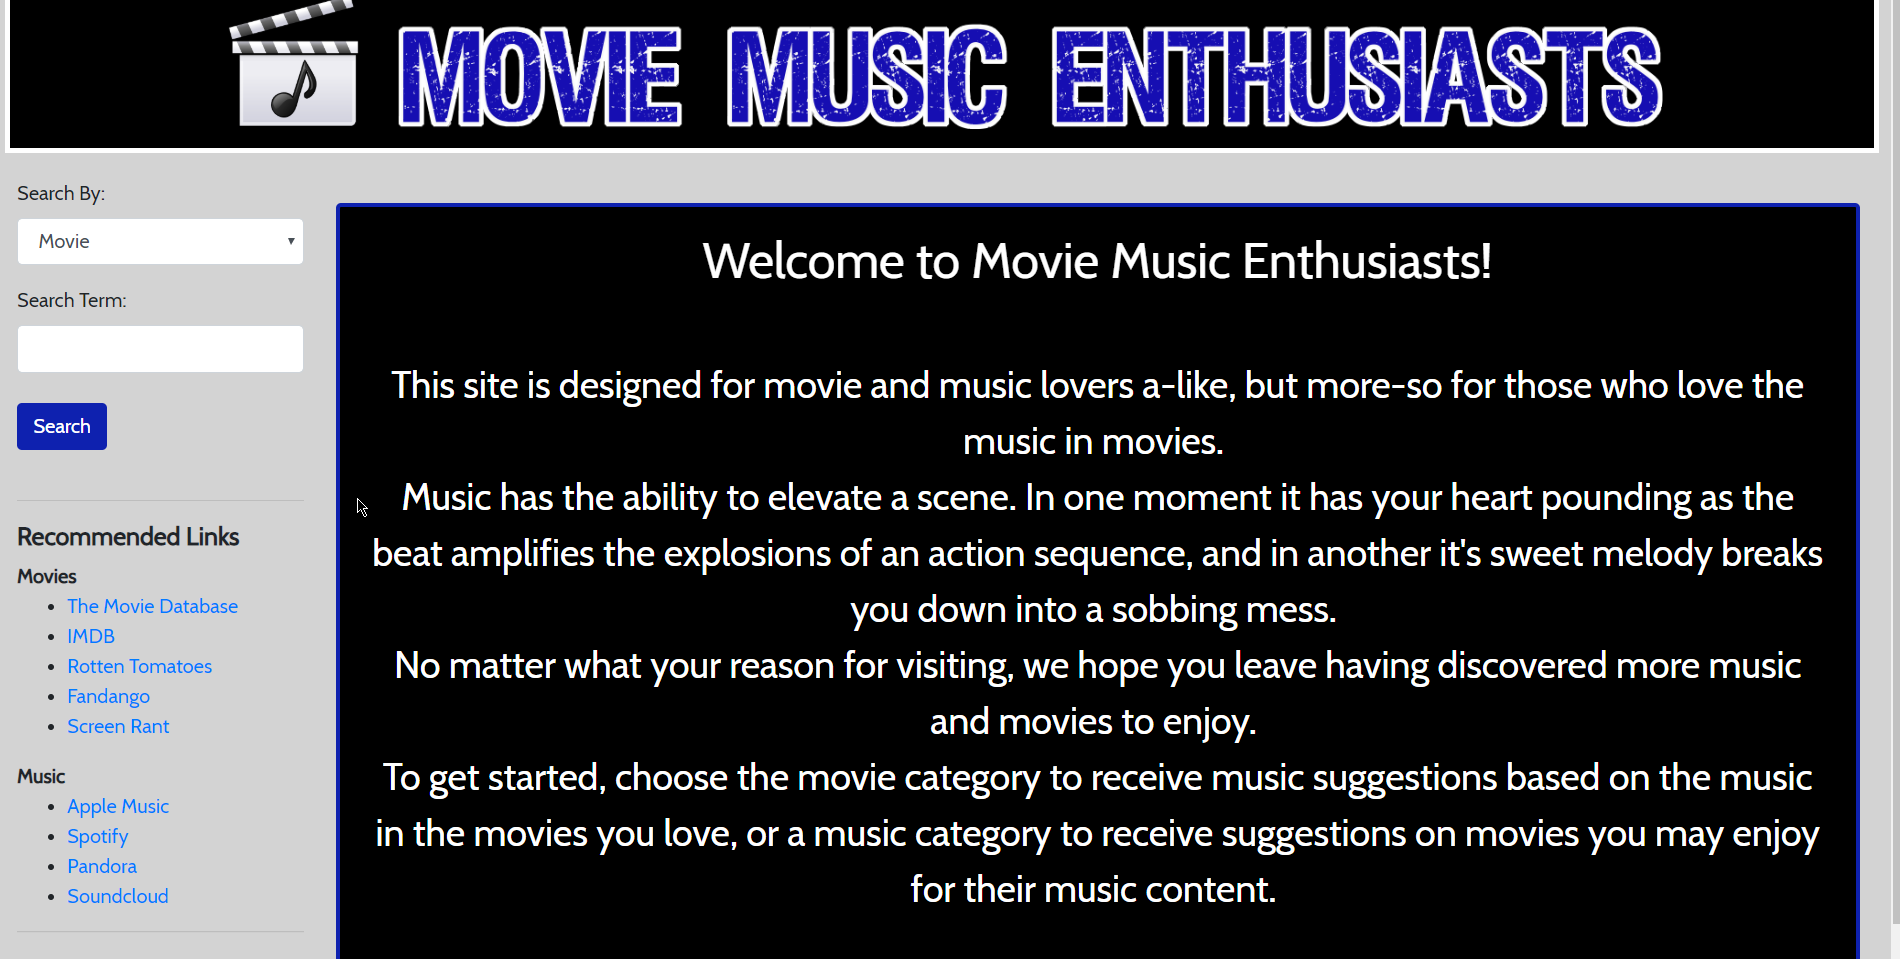 MOVIE MUSIC ENTHUSIASTS
Search By:
Movie
Search Term:
Search
Recommended Links
Movies
The Movie Database
IMDB
Rotten Tomatoes
Fandango
Screen Rant
Music
Apple Music
Spotify
Pandora
Soundcloud
Welcome to Movie Music Enthusiasts!
This site is designed for movie and music lovers a-like, but more-so for those who love the
music in movies.
Music has the ability to elevate a scene. In one moment it has your heart pounding as the
beat amplifies the explosions of an action sequence, and in another it's sweet melody breaks
you down into a sobbing mess.
No matter what your reason for visiting, we hope you leave having discovered more music
and movies to enjoy.
To get started, choose the movie category to receive music suggestions based on the music
in the movies you love, or a music category to receive suggestions on movies you may enjoy
for their music content.